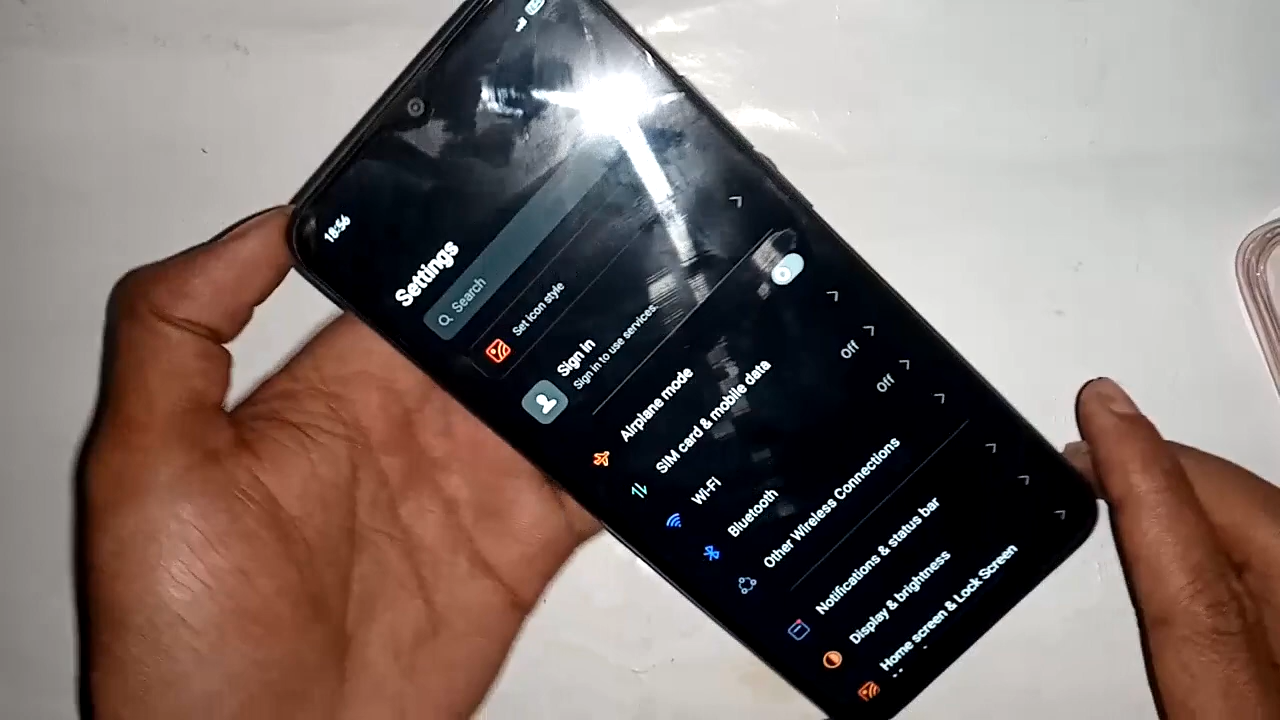 18:56
Settings
Search
Set icon style
Sign in
Sign in to use services.
Airplane mode
SIM card & mobile data
Wi-Fi
Off
Bluetooth
Off
Other Wireless Connections
Notifications & status bar
Display & brightness
Home screen & Lock Screen